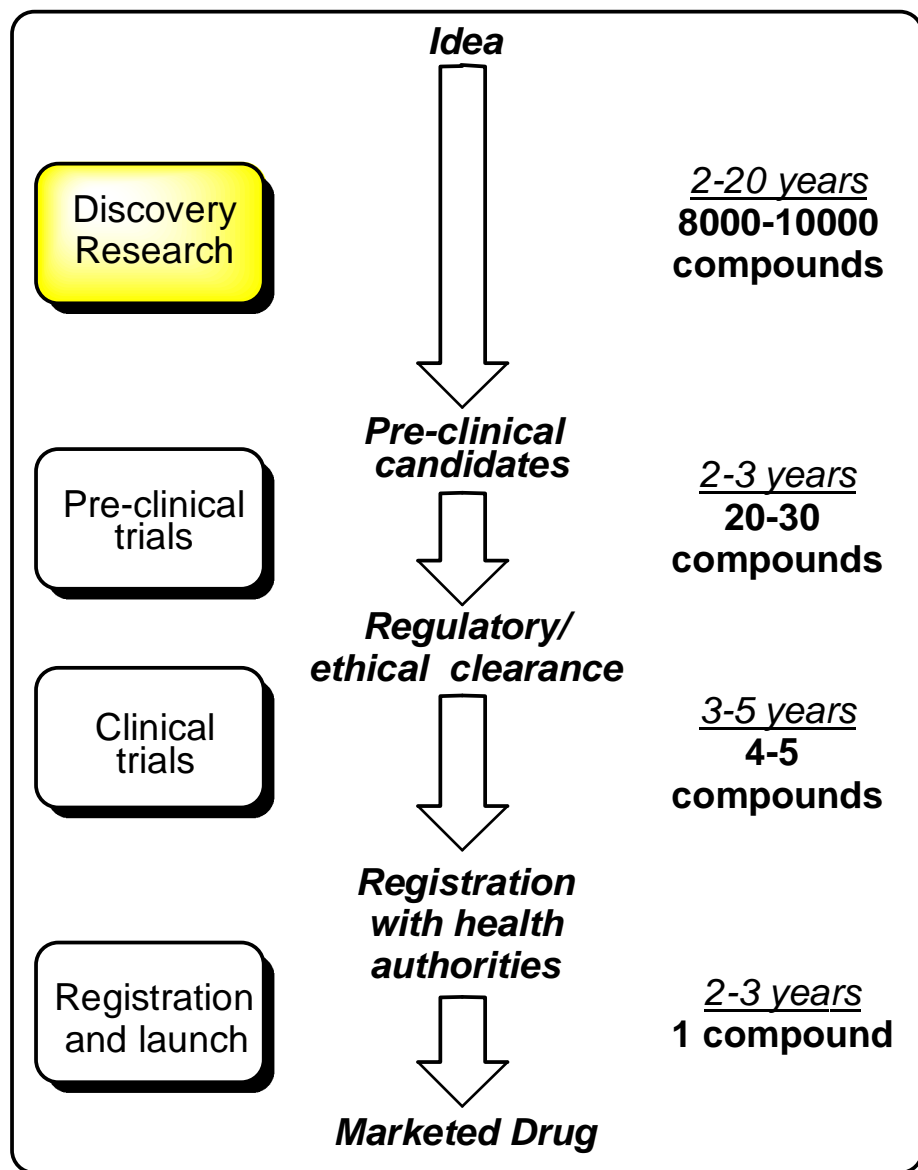 Idea
Discovery
Research
2-20 years
8000-10000
compounds
Pre-clinical
candidates
Pre-clinical
trials
2-3 years
20-30
compounds
Regulatory/
ethical clearance
Clinical
trials
3-5 years
4-5
compounds
Registration
with health
authorities
Registration
and launch
2-3 years
1 compound
Marketed Drug